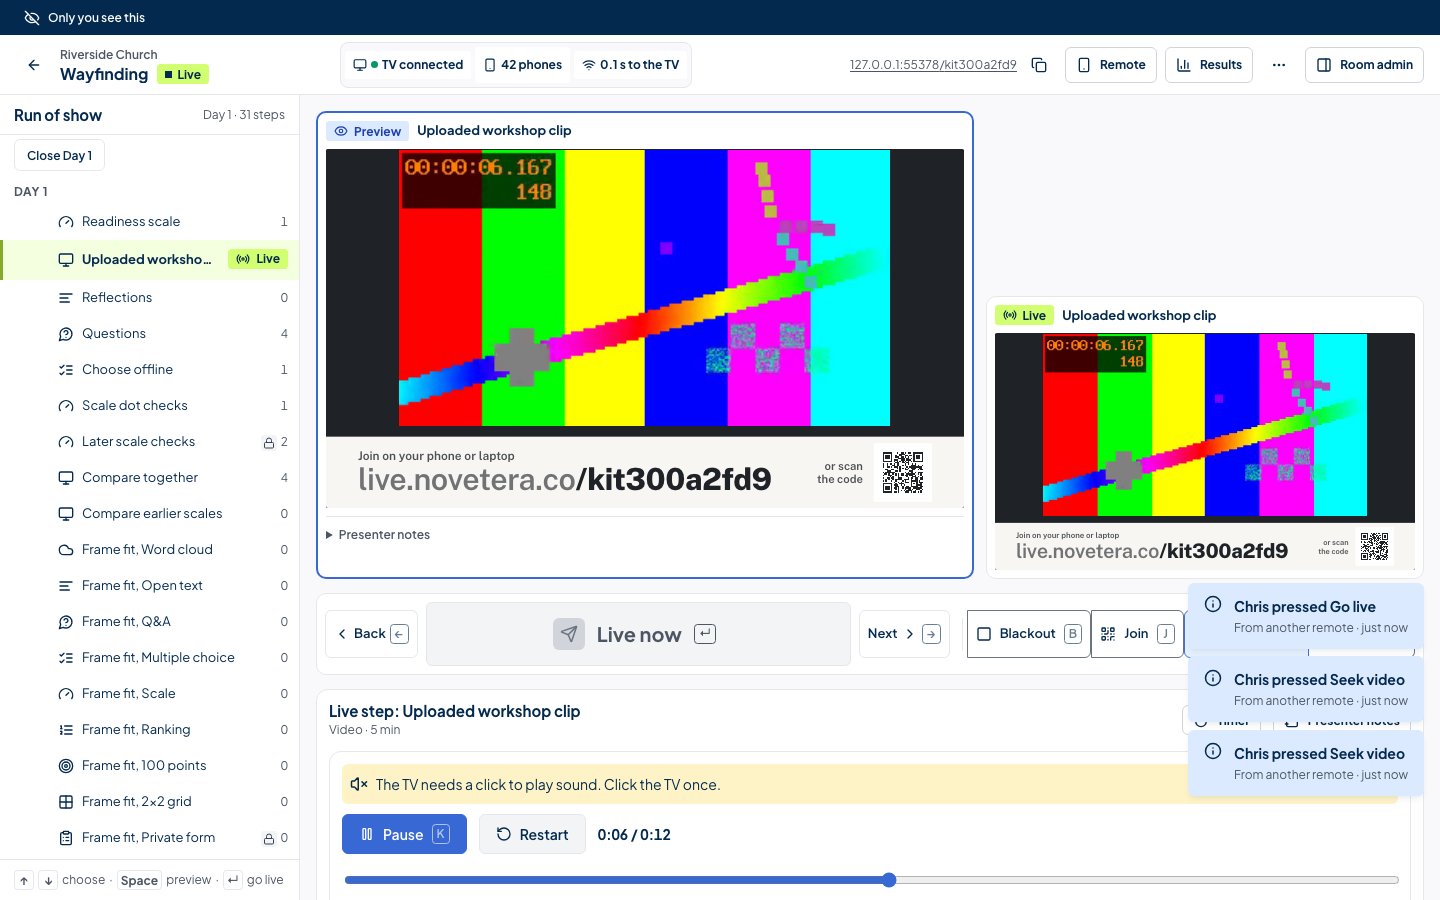 Only you see this
Riverside Church
Wayfinding
Live
TV connected
42 phones
0.1 s to the TV
127.0.0.1:55378/kit300a2fd9
Remote
Results
Room admin
Run of show
Day 1 · 31 steps
Close Day 1
DAY 1
Readiness scale 1
Uploaded worksho... Live
Reflections 0
Questions 4
Choose offline 1
Scale dot checks 1
Later scale checks 2
Compare together 4
Compare earlier scales 0
Frame fit, Word cloud 0
Frame fit, Open text 0
Frame fit, Q&A 0
Frame fit, Multiple choice 0
Frame fit, Scale 0
Frame fit, Ranking 0
Frame fit, 100 points 0
Frame fit, 2×2 grid 0
Frame fit, Private form 0
choose · Space preview · go live
Preview Uploaded workshop clip
00:00:06.167
148
Join on your phone or laptop
live.novetera.co/kit300a2fd9
or scan
the code
Presenter notes
Live Uploaded workshop clip
00:00:06.167
148
Join on your phone or laptop
live.novetera.co/kit300a2fd9
or scan
the code
Back
Live now
Next
Blackout B
Join J
Chris pressed Go live
From another remote · just now
Chris pressed Seek video
From another remote · just now
Chris pressed Seek video
From another remote · just now
Live step: Uploaded workshop clip
Video · 5 min
The TV needs a click to play sound. Click the TV once.
Pause K
Restart
0:06 / 0:12